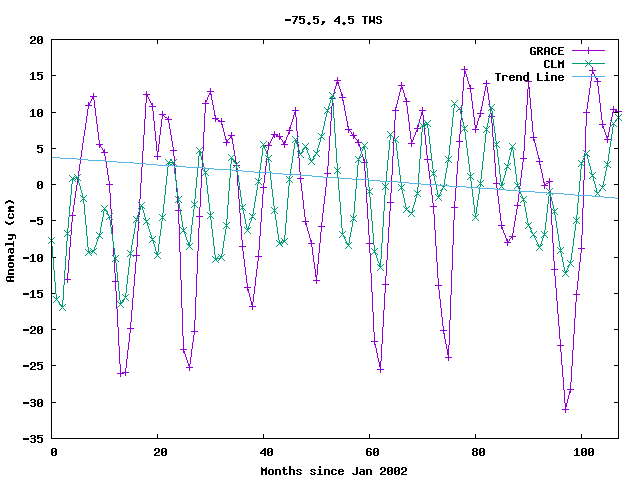 -75.5, 4.5 TWS
GRACE
CLM
Trend Line
20
15
10
5
0
-5
-10
-15
-20
-25
-30
-35
Anomaly (cm)
0 20 40 60 80 100
Months since Jan 2002